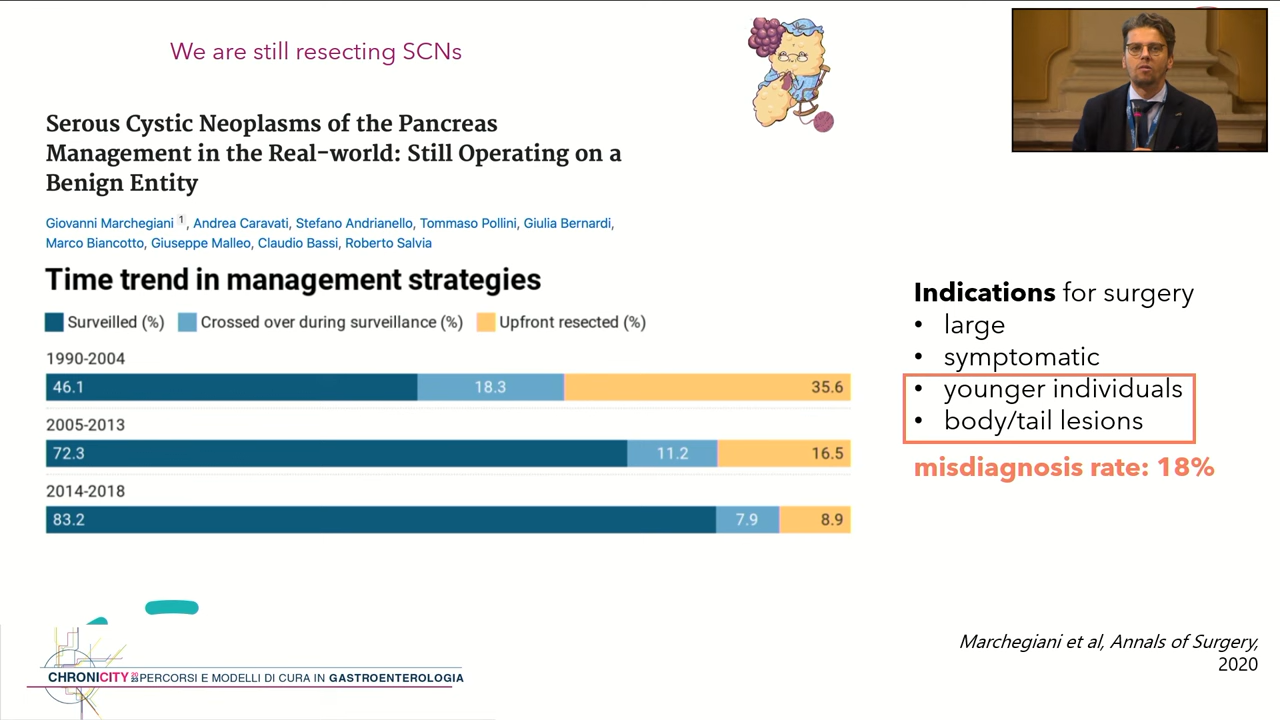 We are still resecting SCNs
Serous Cystic Neoplasms of the Pancreas
Management in the Real-world: Still Operating on a
Benign Entity
Giovanni Marchegiani 1, Andrea Caravati, Stefano Andrianello, Tommaso Pollini, Giulia Bernardi,
Marco Biancotto, Giuseppe Malleo, Claudio Bassi, Roberto Salvia
Time trend in management strategies
Surveilled (%) Crossed over during surveillance (%) Upfront resected (%)
1990-2004
46.1 18.3 35.6
2005-2013
72.3 11.2 16.5
2014-2018
83.2 7.9 8.9
Indications for surgery
• large
• symptomatic
• younger individuals
• body/tail lesions
misdiagnosis rate: 18%
Marchegiani et al, Annals of Surgery,
2020
CHRONICITY 2023 PERCORSI E MODELLI DI CURA IN GASTROENTEROLOGIA